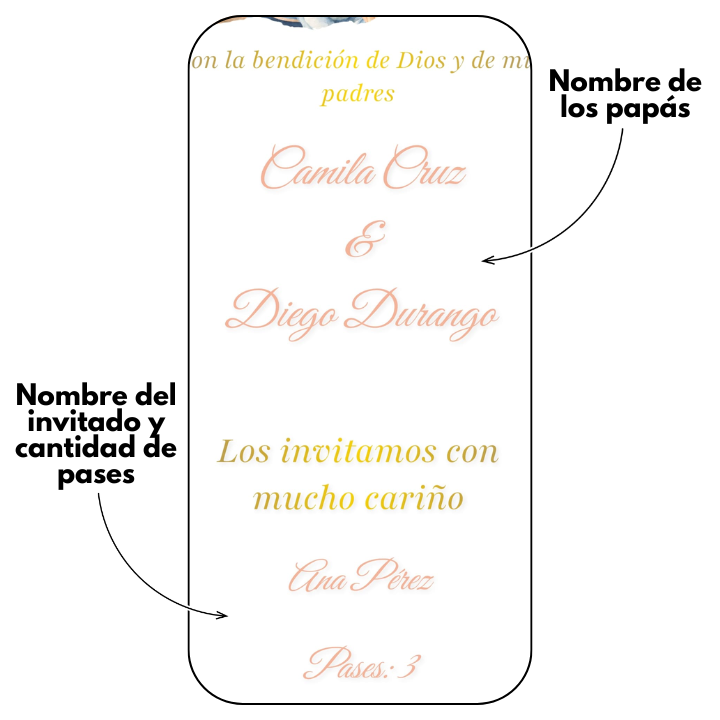 on la bendición de Dios y de mi
padres
Nombre de
los papás
Camila Cruz
&
Diego Durango
Nombre del
invitado y
cantidad de
pases
Los invitamos con
mucho cariño
Ana Pérez
Pases: 3